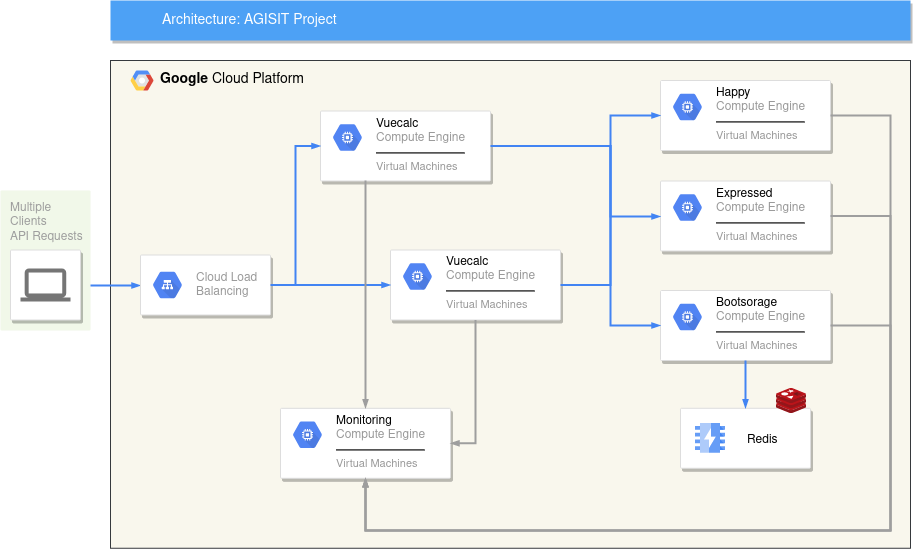 Architecture: AGISIT Project
Google Cloud Platform
Multiple
Clients
API Requests
Cloud Load
Balancing
Vuecalc
Compute Engine
Virtual Machines
Vuecalc
Compute Engine
Virtual Machines
Monitoring
Compute Engine
Virtual Machines
Happy
Compute Engine
Virtual Machines
Expressed
Compute Engine
Virtual Machines
Bootsorage
Compute Engine
Virtual Machines
Redis